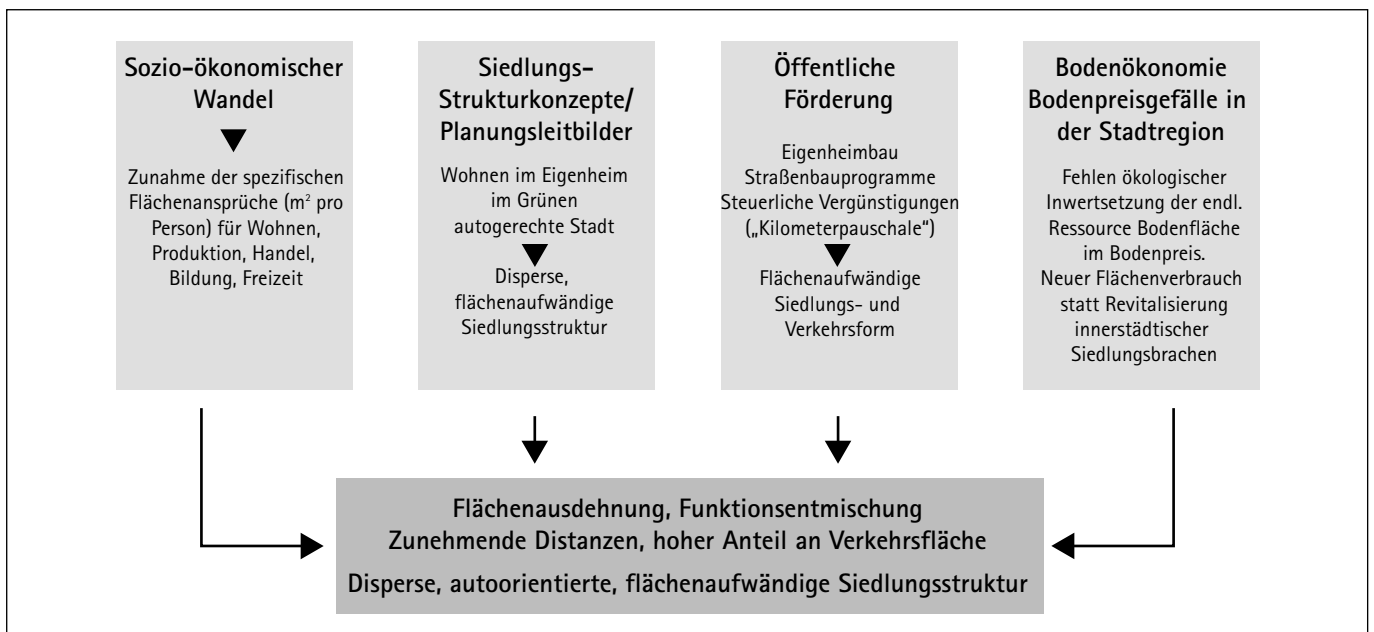 Sozio-ökonomischer
Wandel
Zunahme der spezifischen
Flächenansprüche (m² pro
Person) für Wohnen,
Produktion, Handel,
Bildung, Freizeit
Siedlungs-
Strukturkonzepte/
Planungsleitbilder
Wohnen im Eigenheim
im Grünen
autogerechte Stadt
Disperse,
flächenaufwändige
Siedlungsstruktur
Öffentliche
Förderung
Eigenheimbau
Straßenbauprogramme
Steuerliche Vergünstigungen
(„Kilometerpauschale“)
Flächenaufwändige
Siedlungs- und
Verkehrsform
Bodenökonomie
Bodenpreisgefälle in
der Stadtregion
Fehlen ökologischer
Inwertsetzung der endl.
Ressource Bodenfläche
im Bodenpreis.
Neuer Flächenverbrauch
statt Revitalisierung
innerstädtischer
Siedlungsbrachen
Flächenausdehnung, Funktionsentmischung
Zunehmende Distanzen, hoher Anteil an Verkehrsfläche
Disperse, autoorientierte, flächenaufwändige Siedlungsstruktur